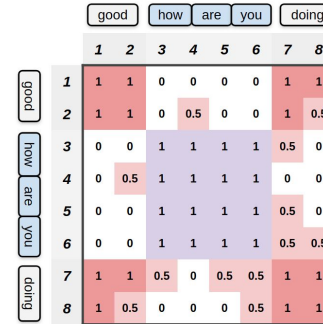 good how are you doing
1 2 3 4 5 6 7 8
good 1 1 1 0 0 0 0 1 1
2 1 1 0 0.5 0 0 1 0.5
how 3 0 0 1 1 1 1 0.5 0
are 4 0 0.5 1 1 1 1 0 0
5 0 0 1 1 1 1 0.5 0
you 6 0 0 1 1 1 1 0.5 0.5
doing 7 1 1 0.5 0 0.5 0.5 1 1
8 1 0.5 0 0 0 0.5 1 1